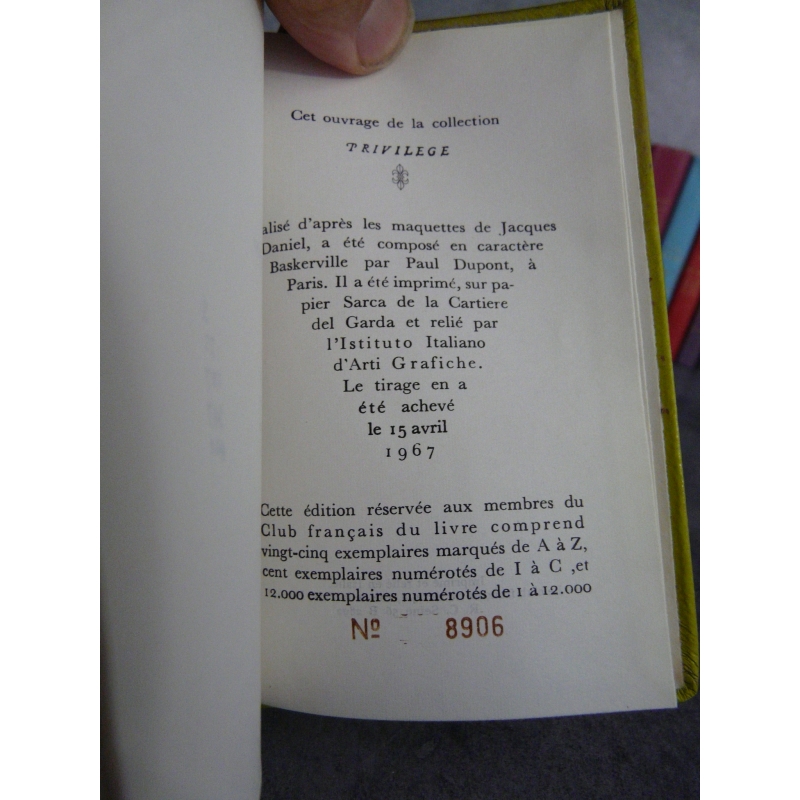 Cet ouvrage de la collection
PRIVILEGE
alisé d'après les maquettes de Jacques
Daniel, a été composé en caractère
Baskerville par Paul Dupont, à
Paris. Il a été imprimé, sur pa-
pier Sarca de la Cartiere
del Garda et relié par
l'Istituto Italiano
d'Arti Grafiche.
Le tirage en a
été achevé
le 15 avril
1967
Cette édition réservée aux membres du
Club français du livre comprend
vingt-cinq exemplaires marqués de A à Z,
cent exemplaires numérotés de I à C ,et
12.000 exemplaires numérotés de 1 à 12.000
Nº 8906